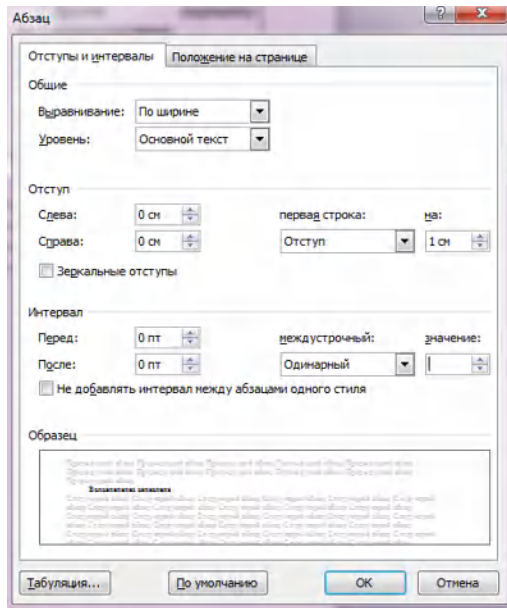 Абзац
Отступы и интервалы Положение на странице
Общие
Выравнивание: По ширине
Уровень: Основной текст
Отступ
Слева: 0 см первая строка: на:
Справа: 0 см Отступ 1 см
Зеркальные отступы
Интервал
Перед: 0 пт междустрочный: значение:
После: 0 пт Одинарный
Не добавлять интервал между абзацами одного стиля
Образец
Табуляция... По умолчанию ОК Отмена